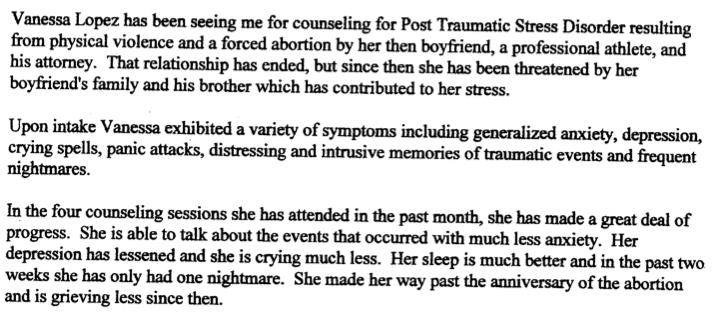 Vanessa Lopez has been seeing me for counseling for Post Traumatic Stress Disorder resulting
from physical violence and a forced abortion by her then boyfriend, a professional athlete, and
his attorney. That relationship has ended, but since then she has been threatened by her
boyfriend's family and his brother which has contributed to her stress.
Upon intake Vanessa exhibited a variety of symptoms including generalized anxiety, depression,
crying spells, panic attacks, distressing and intrusive memories of traumatic events and frequent
nightmares.
In the four counseling sessions she has attended in the past month, she has made a great deal of
progress. She is able to talk about the events that occurred with much less anxiety. Her
depression has lessened and she is crying much less. Her sleep is much better and in the past two
weeks she has only had one nightmare. She made her way past the anniversary of the abortion
and is grieving less since then.